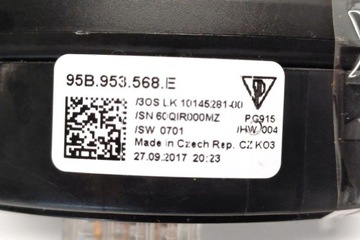 95B.953.568.E
/3OS LK 10145281-00
/SN 60QIR000MZ PG915
/SW 0701 /HW 004
Made in Czech Rep. CZ K03
27.09.2017 20:23